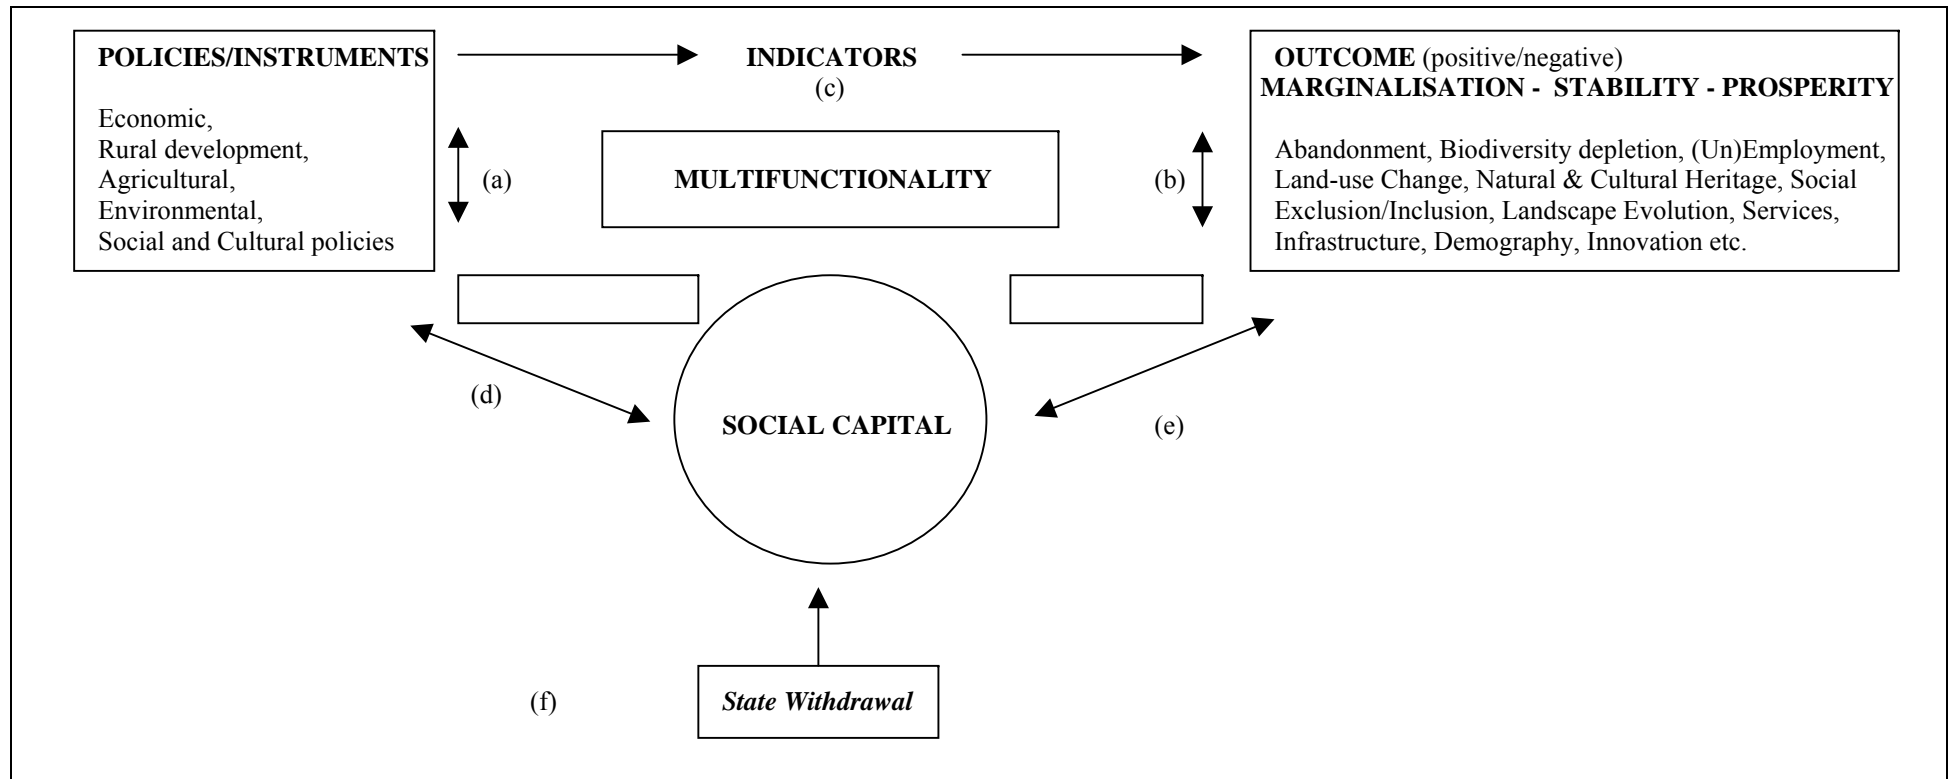 POLICIES/INSTRUMENTS
Economic,
Rural development,
Agricultural,
Environmental,
Social and Cultural policies
(a)
INDICATORS
(c)
MULTIFUNCTIONALITY
(b)
OUTCOME (positive/negative)
MARGINALISATION - STABILITY - PROSPERITY
Abandonment, Biodiversity depletion, (Un)Employment,
Land-use Change, Natural & Cultural Heritage, Social
Exclusion/Inclusion, Landscape Evolution, Services,
Infrastructure, Demography, Innovation etc.
(d)
SOCIAL CAPITAL
(e)
(f)
State Withdrawal